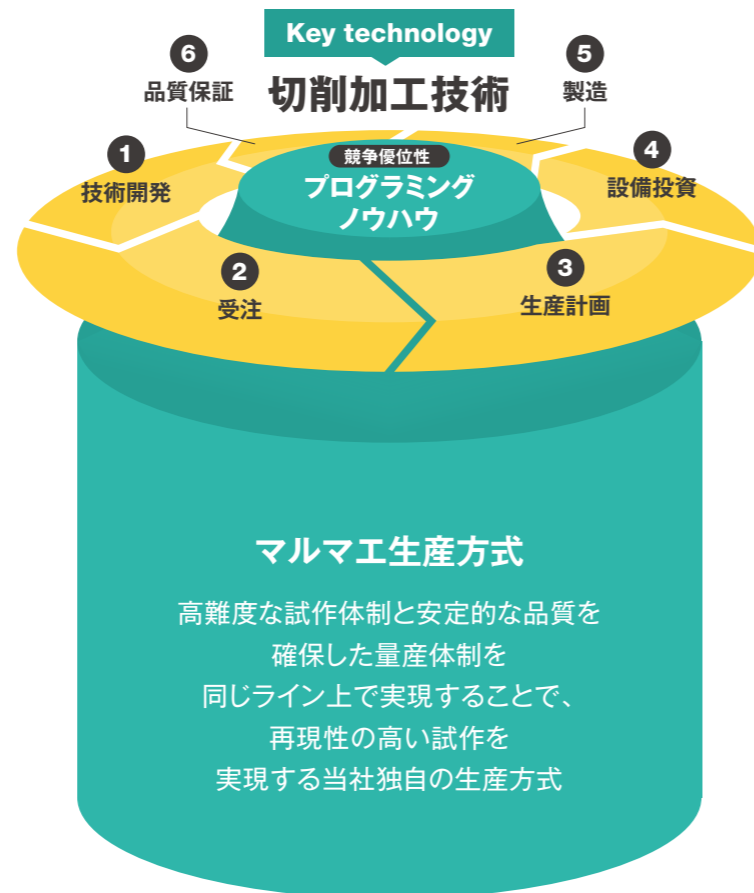 Key technology
切削加工技術
6
品質保証
5
製造
1
技術開発
競争優位性
プログラミング
ノウハウ
4
設備投資
2
受注
3
生産計画
マルマエ生産方式
高難度な試作体制と安定的な品質を
確保した量産体制を
同じライン上で実現することで、
再現性の高い試作を
実現する当社独自の生産方式